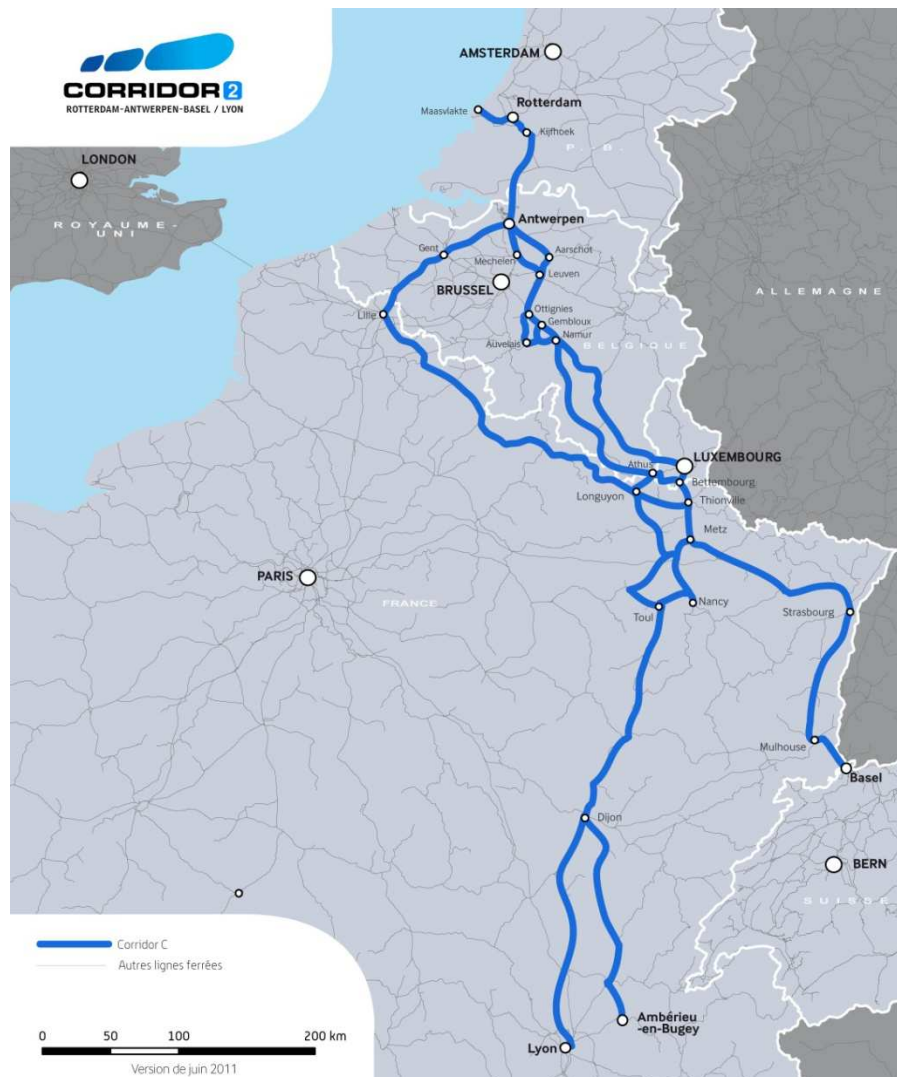 CORRIDOR 2
ROTTERDAM-ANTWERPEN-BASEL / LYON
AMSTERDAM
Maasvlakte
Rotterdam
Kijfhoek
P. B.
LONDON
ROYAUME-
UNI
Antwerpen
Gent
Mechelen
Aarschot
Leuven
BRUSSEL
ALLEMAGNE
Lille
Ottignies
Gembloux
Auvelais
Namur
BELGIQUE
LUXEMBOURG
Athus
Bettembourg
Longuyon
Thionville
Metz
PARIS
FRANCE
Toul
Nancy
Strasbourg
Mulhouse
Basel
Dijon
BERN
SUISSE
Corridor C
Autres lignes ferrées
0 50 100 200 km
Version de juin 2011
Ambérieu
-en-Bugey
Lyon